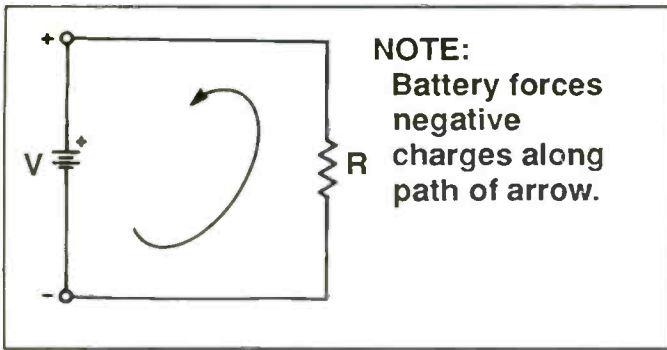 +
NOTE:
Battery forces
negative
charges along
path of arrow.
+
V
R
-